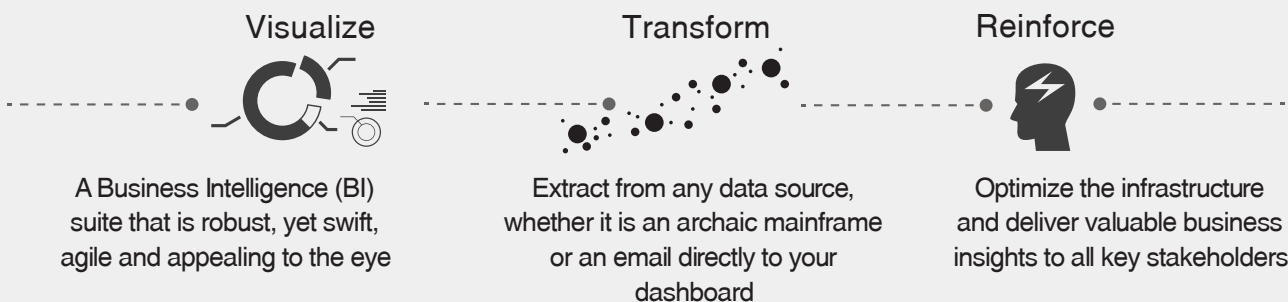 Visualize
A Business Intelligence (BI)
suite that is robust, yet swift,
agile and appealing to the eye
Transform
Extract from any data source,
whether it is an archaic mainframe
or an email directly to your
dashboard
Reinforce
Optimize the infrastructure
and deliver valuable business
insights to all key stakeholders